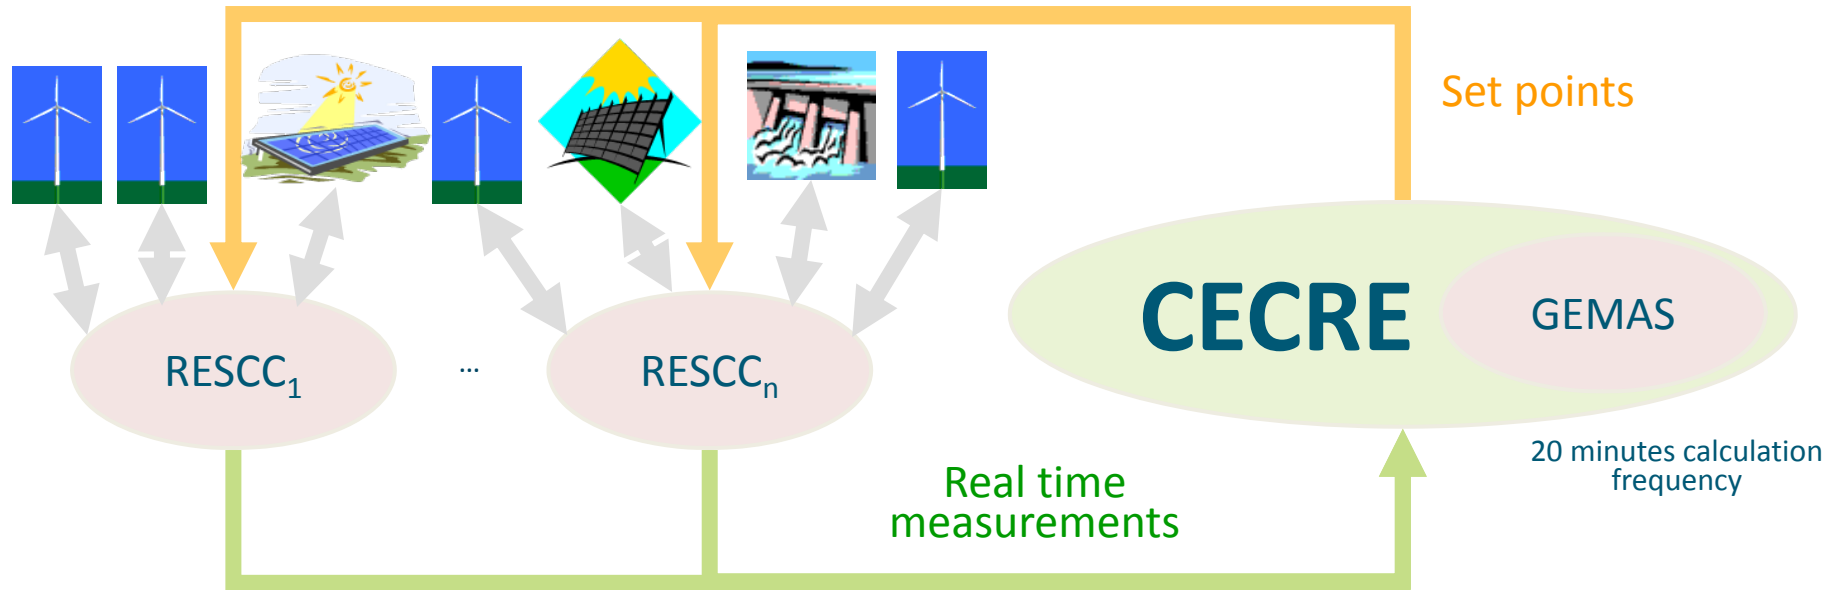 Set points
CECRE
GEMAS
RESCC1
...
RESCCn
20 minutes calculation
frequency
Real time
measurements